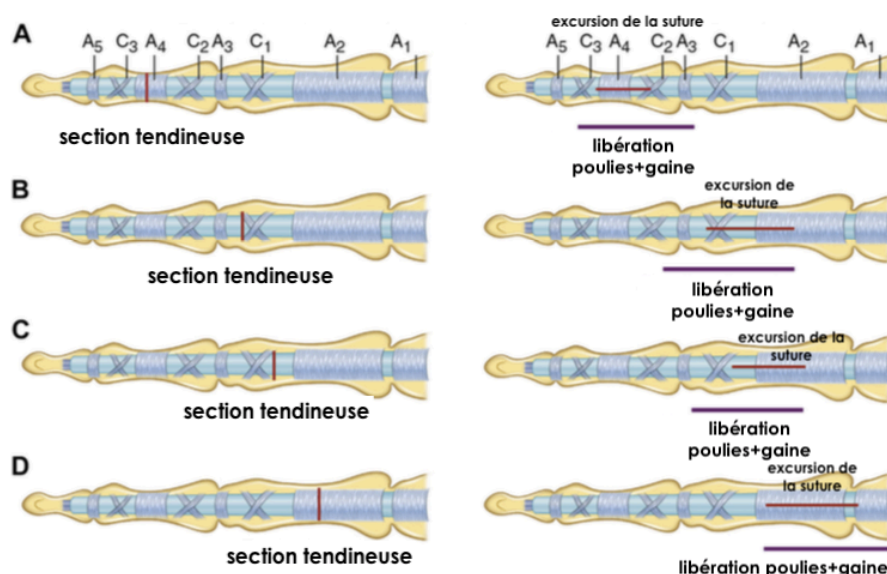 excursion de la suture
A
A5 C3 A4 C2 A3 C1 A2 A1
A5 C3 A4 C2 A3 C1 A2 A1
section tendineuse
libération
poulies+gaine
B
excursion de
la suture
section tendineuse
libération
poulies+gaine
C
excursion de la
suture
section tendineuse
libération
poulies+gaine
D
excursion de
la suture
section tendineuse
libération poulies+gaine